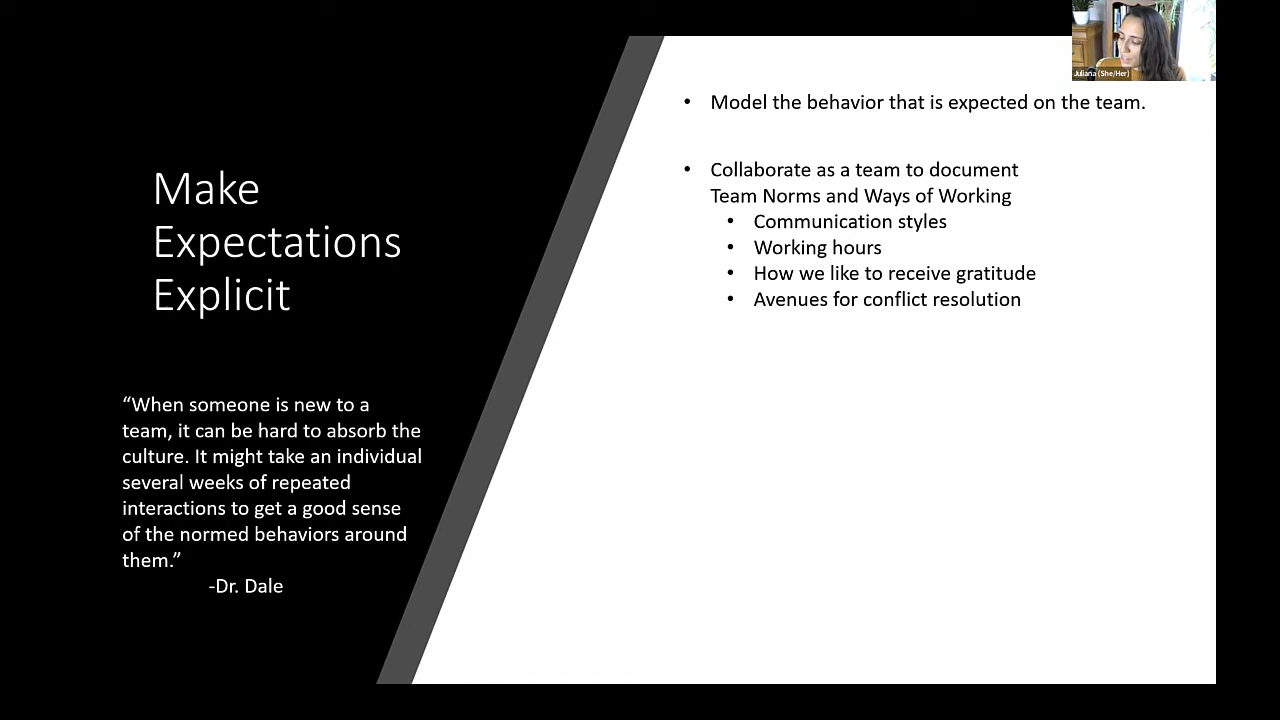 Make
Expectations
Explicit
“When someone is new to a
team, it can be hard to absorb the
culture. It might take an individual
several weeks of repeated
interactions to get a good sense
of the normed behaviors around
them.”
-Dr. Dale
• Model the behavior that is expected on the team.
• Collaborate as a team to document
Team Norms and Ways of Working
• Communication styles
• Working hours
• How we like to receive gratitude
• Avenues for conflict resolution
Juliana (She/Her)